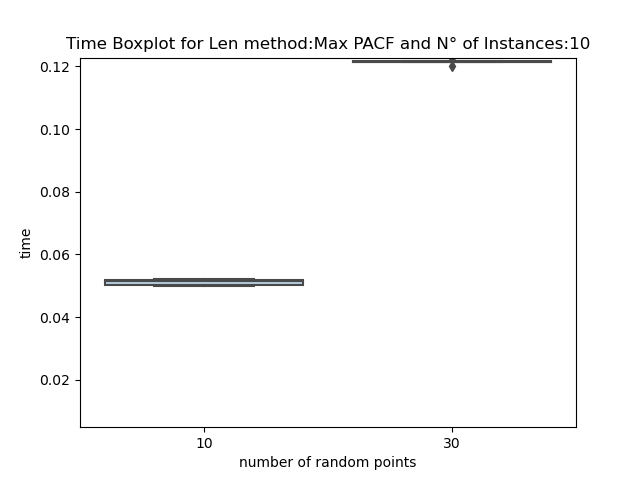 Time Boxplot for Len method:Max PACF and N° of Instances:10
0.12
0.10
0.08
0.06
0.04
0.02
time
10
30
number of random points